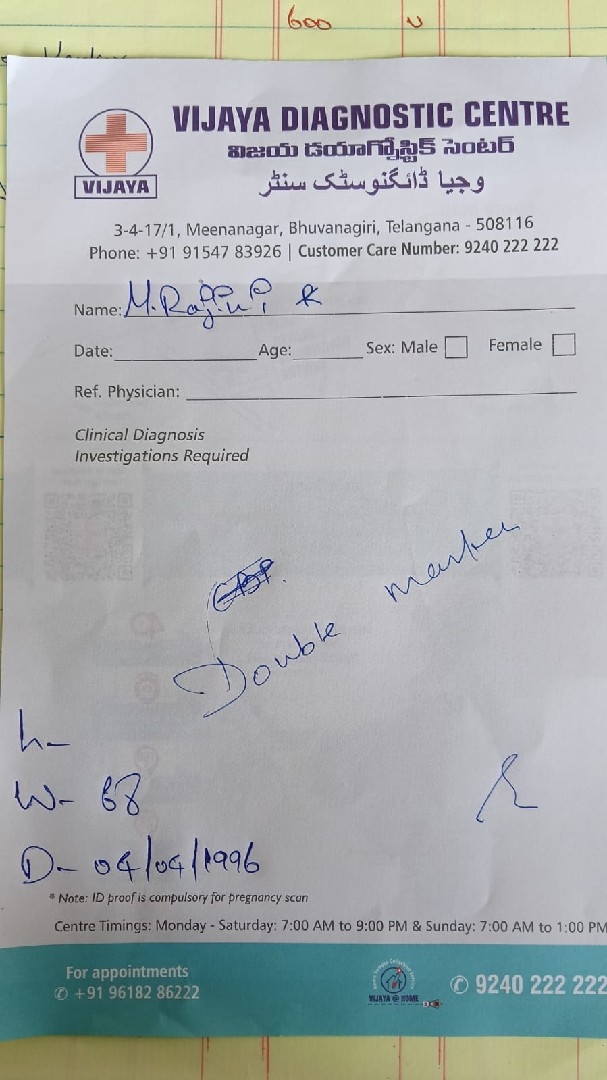 600
VIJAYA DIAGNOSTIC CENTRE
విజయ డయాగ్నోస్టిక్ సెంటర్
وجیا ڈائگنوسٹک سنٹر
VIJAYA
3-4-17/1, Meenanagar, Bhuvanagiri, Telangana - 508116
Phone: +91 91547 83926 | Customer Care Number: 9240 222 222
Name: M.
Date: Age: Sex: Male Female
Ref. Physician:
Clinical Diagnosis
Investigations Required
Double marker
h-
W- 68
D- 04/04/1996
* Note: ID proof is compulsory for pregnancy scan
Centre Timings: Monday - Saturday: 7:00 AM to 9:00 PM & Sunday: 7:00 AM to 1:00 PM
For appointments
+91 96182 86222
VIJAYA @ HOME
9240 222 222